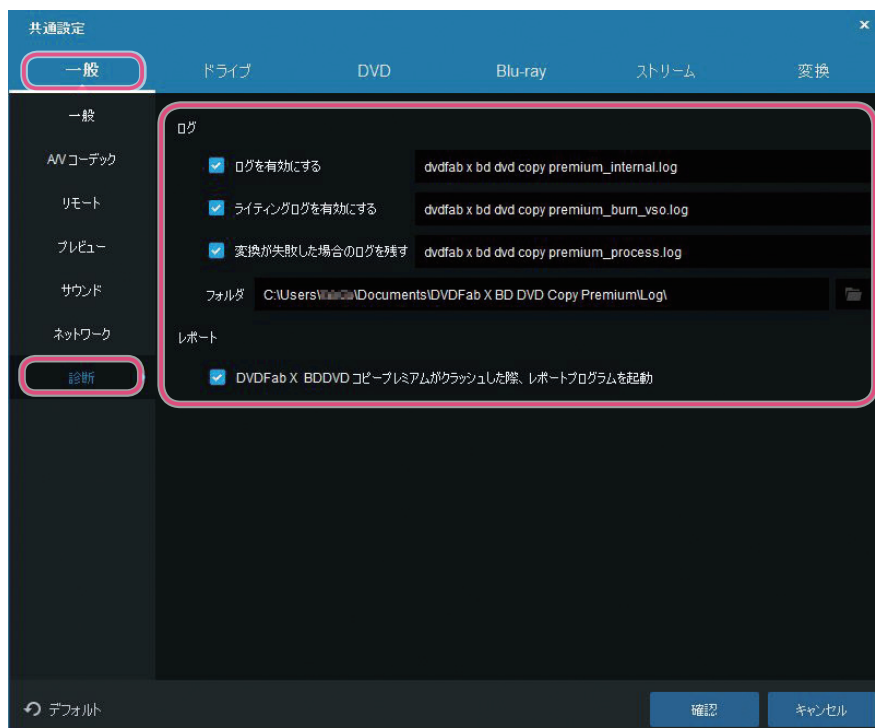 共通設定
×
一般 ドライブ DVD Blu-ray ストリーム 変換
一般
A/Vコーデック
リモート
プレビュー
サウンド
ネットワーク
診断
ログ
ログを有効にする dvdfab x bd dvd copy premium_internal.log
ライティングログを有効にする dvdfab x bd dvd copy premium_burn_vso.log
変換が失敗した場合のログを残す dvdfab x bd dvd copy premium_process.log
フォルダ C:\Users\ \Documents\DVDFab X BD DVD Copy Premium\Log\
レポート
DVDFab X BDDVD コピープレミアムがクラッシュした際、レポートプログラムを起動
デフォルト
確認 キャンセル